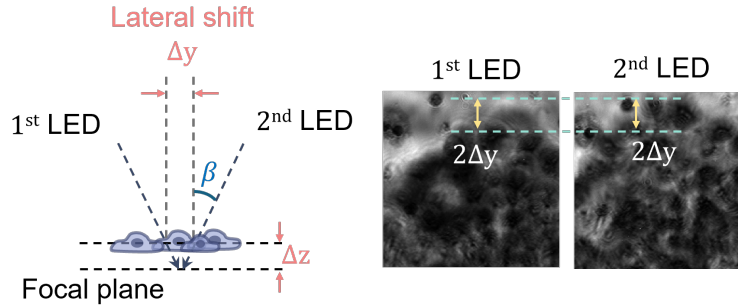 Lateral shift
Δy
1st LED
2nd LED
β
Δz
Focal plane
1st LED
2nd LED
2Δy
2Δy